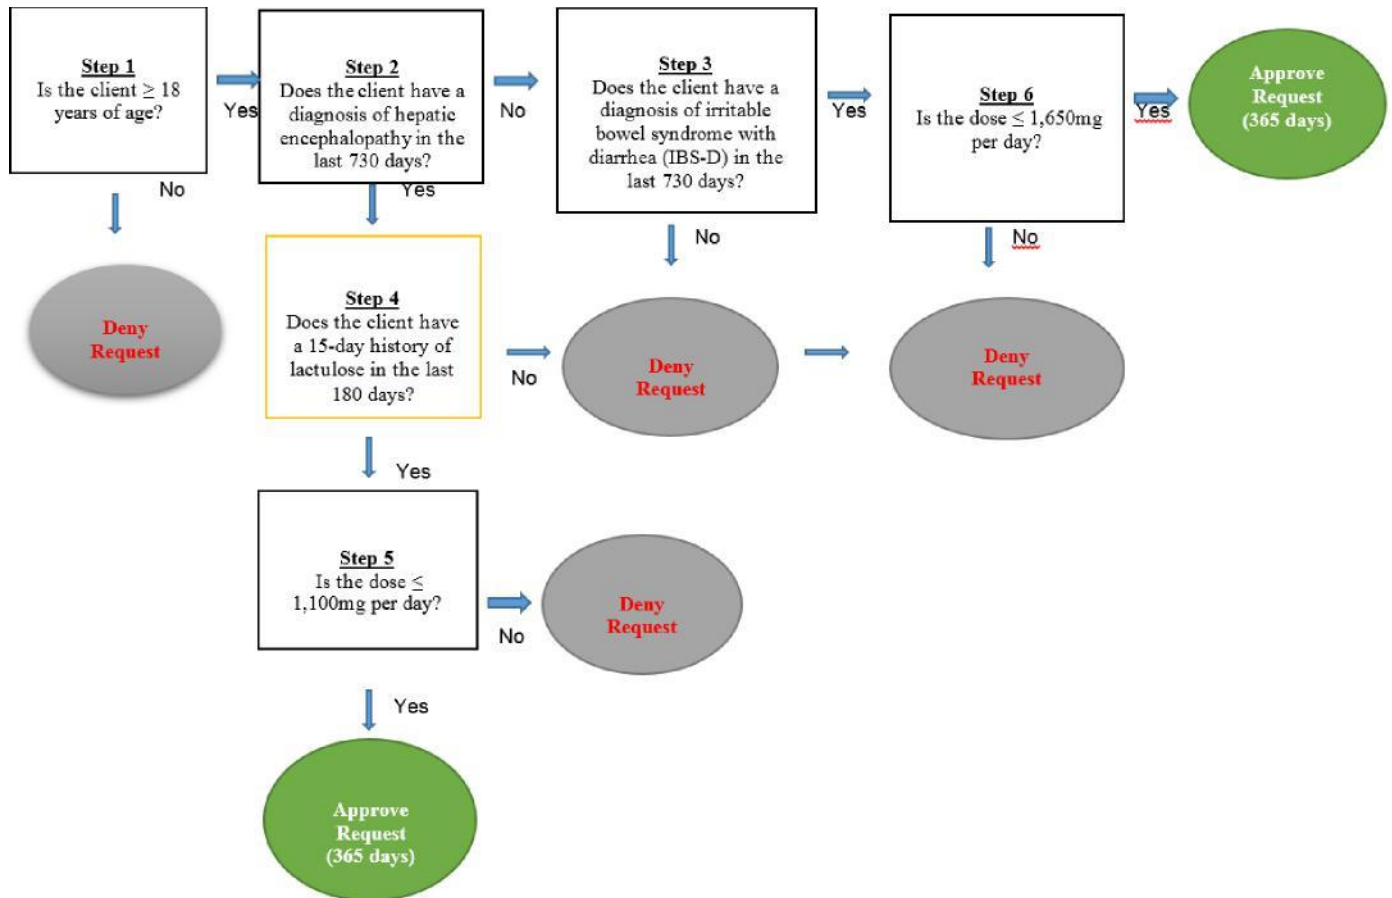 Step 1
Is the client ≥ 18
years of age?
Yes
No
Deny
Request
Step 2
Does the client have a
diagnosis of hepatic
encephalopathy in the
last 730 days?
No
Yes
Step 3
Does the client have a
diagnosis of irritable
bowel syndrome with
diarrhea (IBS-D) in the
last 730 days?
Yes
No
Step 6
Is the dose ≤ 1,650mg
per day?
Yes
No
Approve
Request
(365 days)
Step 4
Does the client have
a 15-day history of
lactulose in the last
180 days?
No
Yes
Deny
Request
Deny
Request
Step 5
Is the dose ≤
1,100mg per day?
No
Yes
Deny
Request
Approve
Request
(365 days)